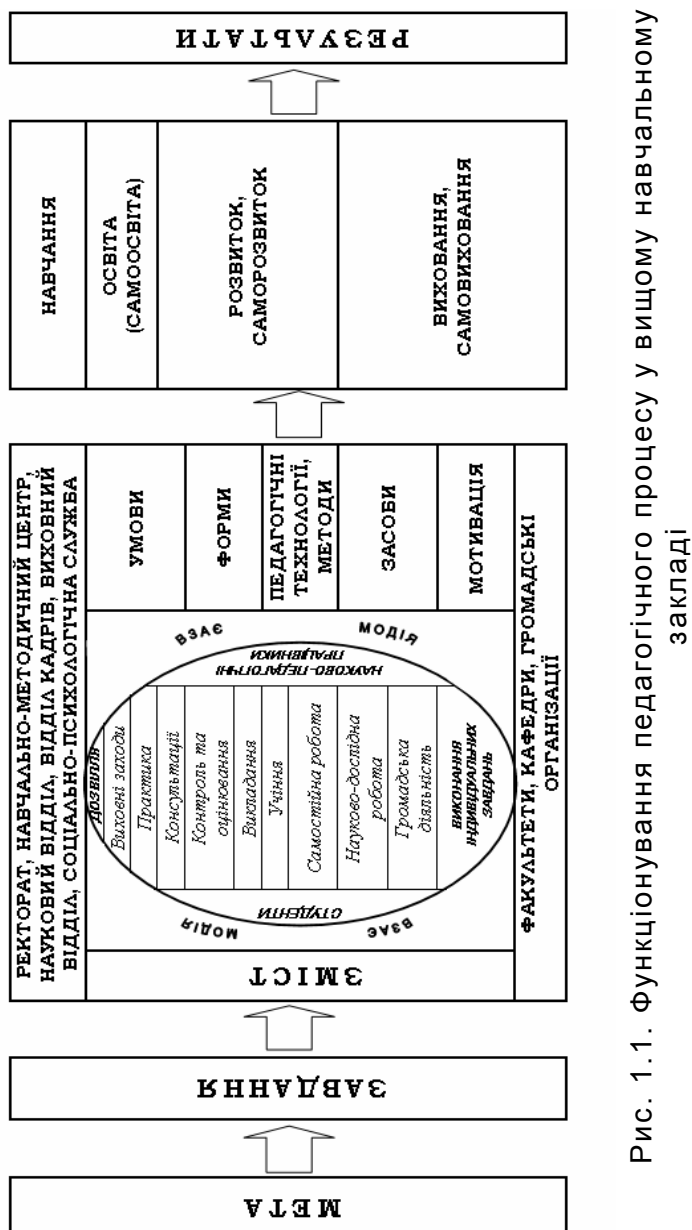 МЕТА
ЗАВДАННЯ
РЕКТОРАТ, НАВЧАЛЬНО-МЕТОДИЧНИЙ ЦЕНТР,
НАУКОВИЙ ВІДДІЛ, ВІДДІЛ КАДРІВ, ВИХОВНИЙ
ВІДДІЛ, СОЦІАЛЬНО-ПСИХОЛОГІЧНА СЛУЖБА
ЗМІСТ
ВЗАЄ
МОДІЯ
СТУДЕНТИ
Дозвілля
Виховні заходи
Практика
Консультації
Контроль та
оцінювання
Викладання
Учіння
Самостійна робота
Науково-дослідна
робота
Громадська
діяльність
ВИКОНАННЯ
ІНДИВІДУАЛЬНИХ
ЗАВДАНЬ
НАУКОВО-ПЕДАГОГІЧНІ
ПРАЦІВНИКИ
ВЗАЄ
МОДІЯ
УМОВИ
ФОРМИ
ПЕДАГОГІЧНІ
ТЕХНОЛОГІЇ,
МЕТОДИ
ЗАСОБИ
МОТИВАЦІЯ
ФАКУЛЬТЕТИ, КАФЕДРИ, ГРОМАДСЬКІ
ОРГАНІЗАЦІЇ
НАВЧАННЯ
ОСВІТА
(САМООСВІТА)
РОЗВИТОК,
САМОРОЗВИТОК
ВИХОВАННЯ,
САМОВИХОВАННЯ
РЕЗУЛЬТАТИ
Рис. 1.1. Функціонування педагогічного процесу у вищому навчальному
закладі